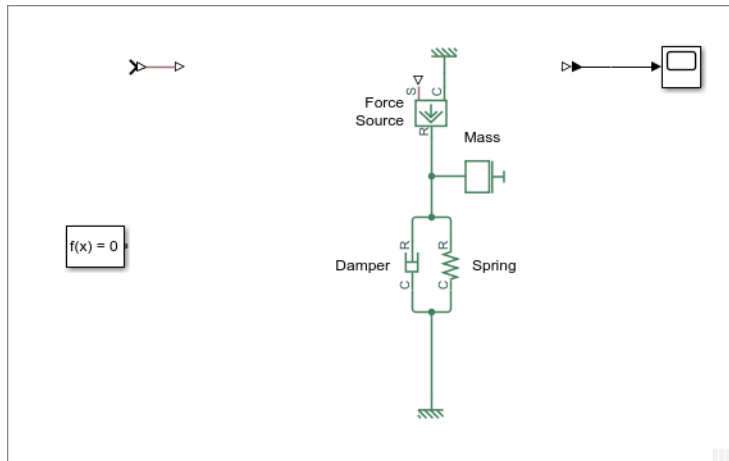 S
C
Force
Source
R
Mass
f(x) = 0
R
R
Damper
Spring
C
C